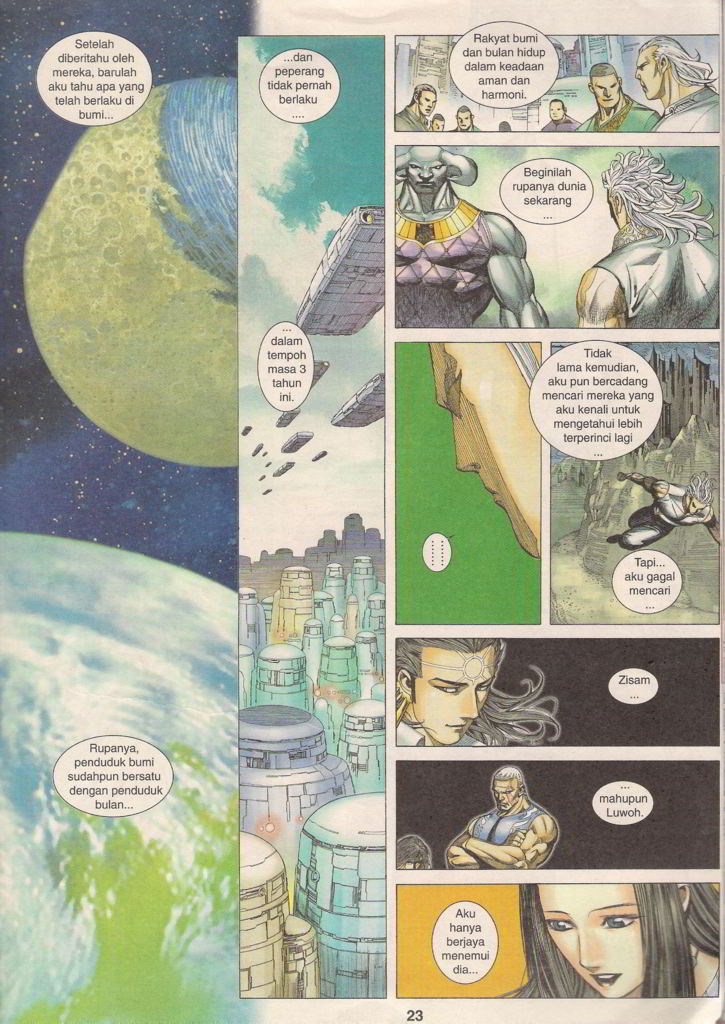 Setelah
diberitahu oleh
mereka, barulah
aku tahu apa yang
telah berlaku di
bumi...
Rupanya,
penduduk bumi
sudahpun bersatu
dengan penduduk
bulan...
...dan
peperang
tidak pernah
berlaku
....
...
dalam
tempoh
masa 3
tahun
ini.
Rakyat bumi
dan bulan hidup
dalam keadaan
aman dan
harmoni.
Beginilah
rupanya dunia
sekarang
...
Tidak
lama kemudian,
aku pun bercadang
mencari mereka yang
aku kenali untuk
mengetahui lebih
terperinci lagi
...
Tapi...
aku gagal
mencari
...
Zisam
...
...
mahupun
Luwoh.
Aku
hanya
berjaya
menemui
dia...
23